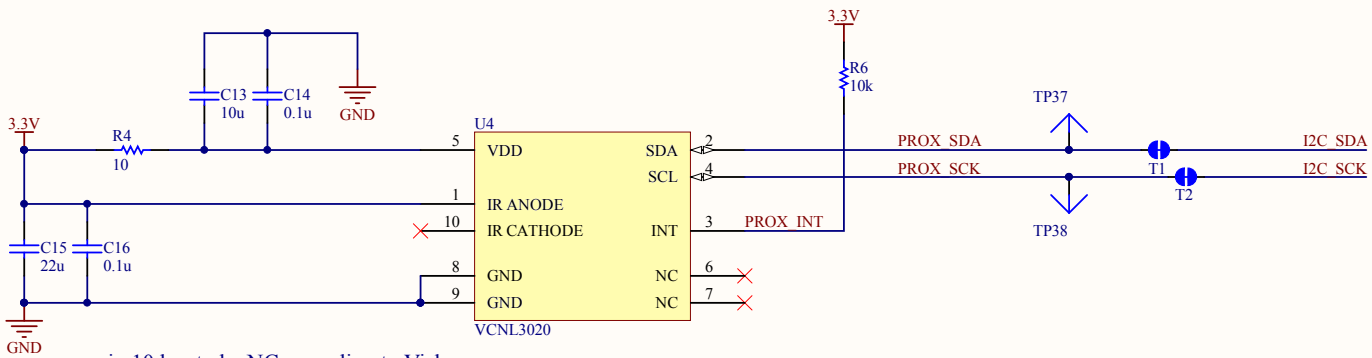 3.3V
R6
10k
C13
10u
C14
0.1u
GND
TP37
3.3V
R4
10
U4
5 VDD
SDA 2
PROX_SDA
T1
I2C_SDA
SCL 4
PROX_SCK
T2
I2C_SCK
1 IR ANODE
10 IR CATHODE
INT 3
PROX_INT
TP38
C15
22u
C16
0.1u
8 GND
NC 6
9 GND
NC 7
GND
VCNL3020